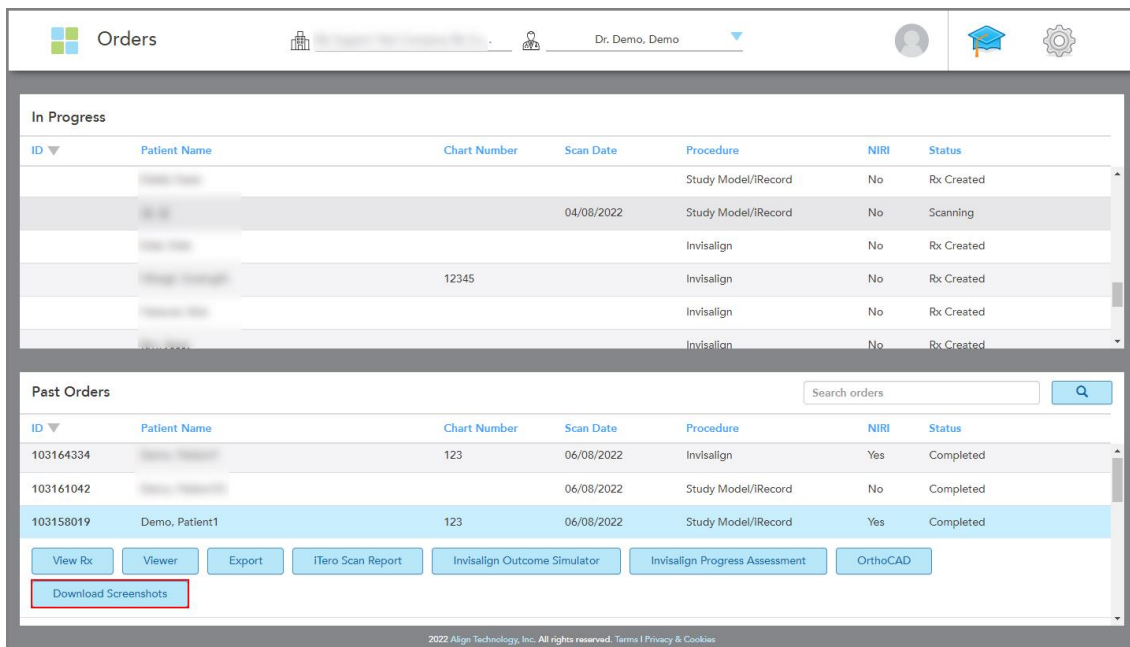 Orders Dr. Demo, Demo
In Progress
ID Patient Name Chart Number Scan Date Procedure NIRI Status
Study Model/iRecord No Rx Created
04/08/2022 Study Model/iRecord No Scanning
Invisalign No Rx Created
12345 Invisalign No Rx Created
Invisalign No Rx Created
Invisalign No Rx Created
Past Orders Search orders
ID Patient Name Chart Number Scan Date Procedure NIRI Status
103164334 123 06/08/2022 Invisalign Yes Completed
103161042 06/08/2022 Study Model/iRecord No Completed
103158019 Demo, Patient1 123 06/08/2022 Study Model/iRecord Yes Completed
View Rx Viewer Export iTero Scan Report Invisalign Outcome Simulator Invisalign Progress Assessment OrthoCAD
Download Screenshots
2022 Align Technology, Inc. All rights reserved. Terms | Privacy & Cookies